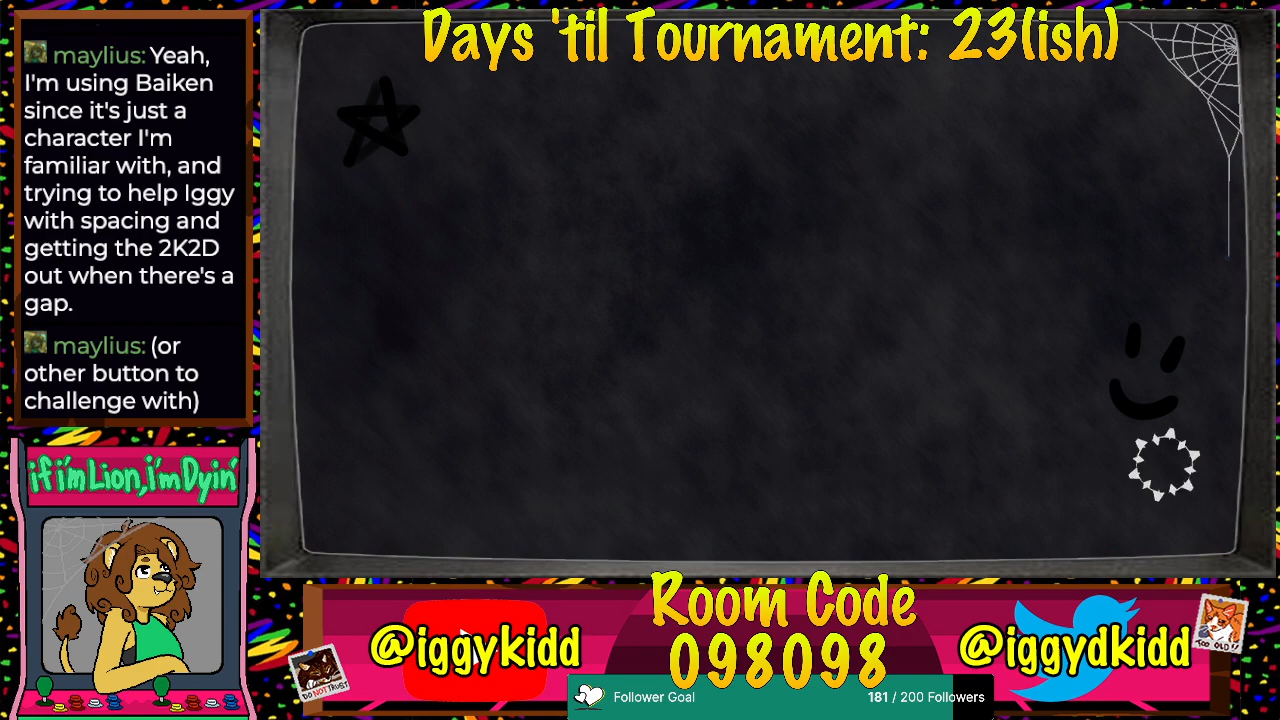 Days 'til Tournament: 23(ish)
maylius: Yeah,
I'm using Baiken
since it's just a
character I'm
familiar with, and
trying to help Iggy
with spacing and
getting the 2K2D
out when there's a
gap.
maylius: (or
other button to
challenge with)
if i'm Lion, i'm Dyin'
DO NOT TRUST
@iggykidd
Room Code
098098
@iggydkidd
TOO OLD!!
Follower Goal
181 / 200 Followers